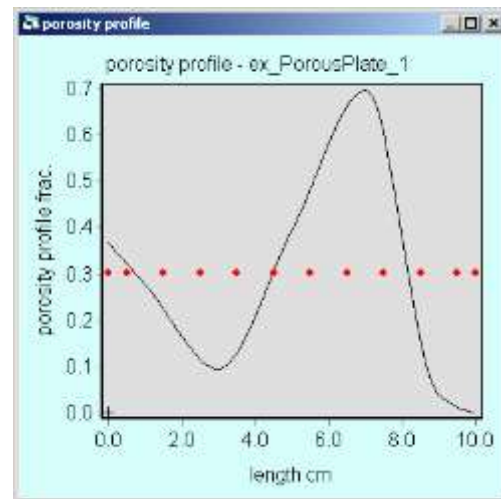 porosity profile
porosity profile - ex_PorousPlate_1
porosity profile frac.
0.7
0.6
0.5
0.4
0.3
0.2
0.1
0.0
0.0 2.0 4.0 6.0 8.0 10.0
length cm